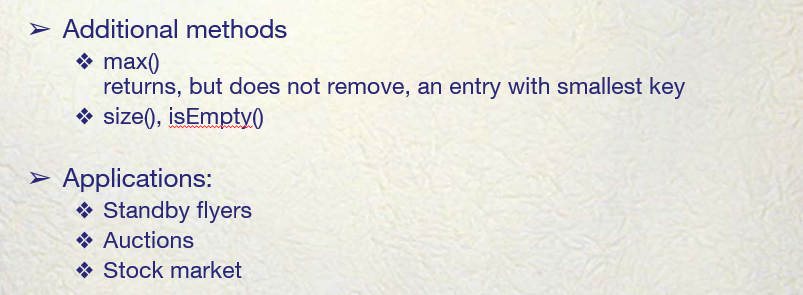 ➢ Additional methods
❖ max()
returns, but does not remove, an entry with smallest key
❖ size(), isEmpty()
➢ Applications:
❖ Standby flyers
❖ Auctions
❖ Stock market